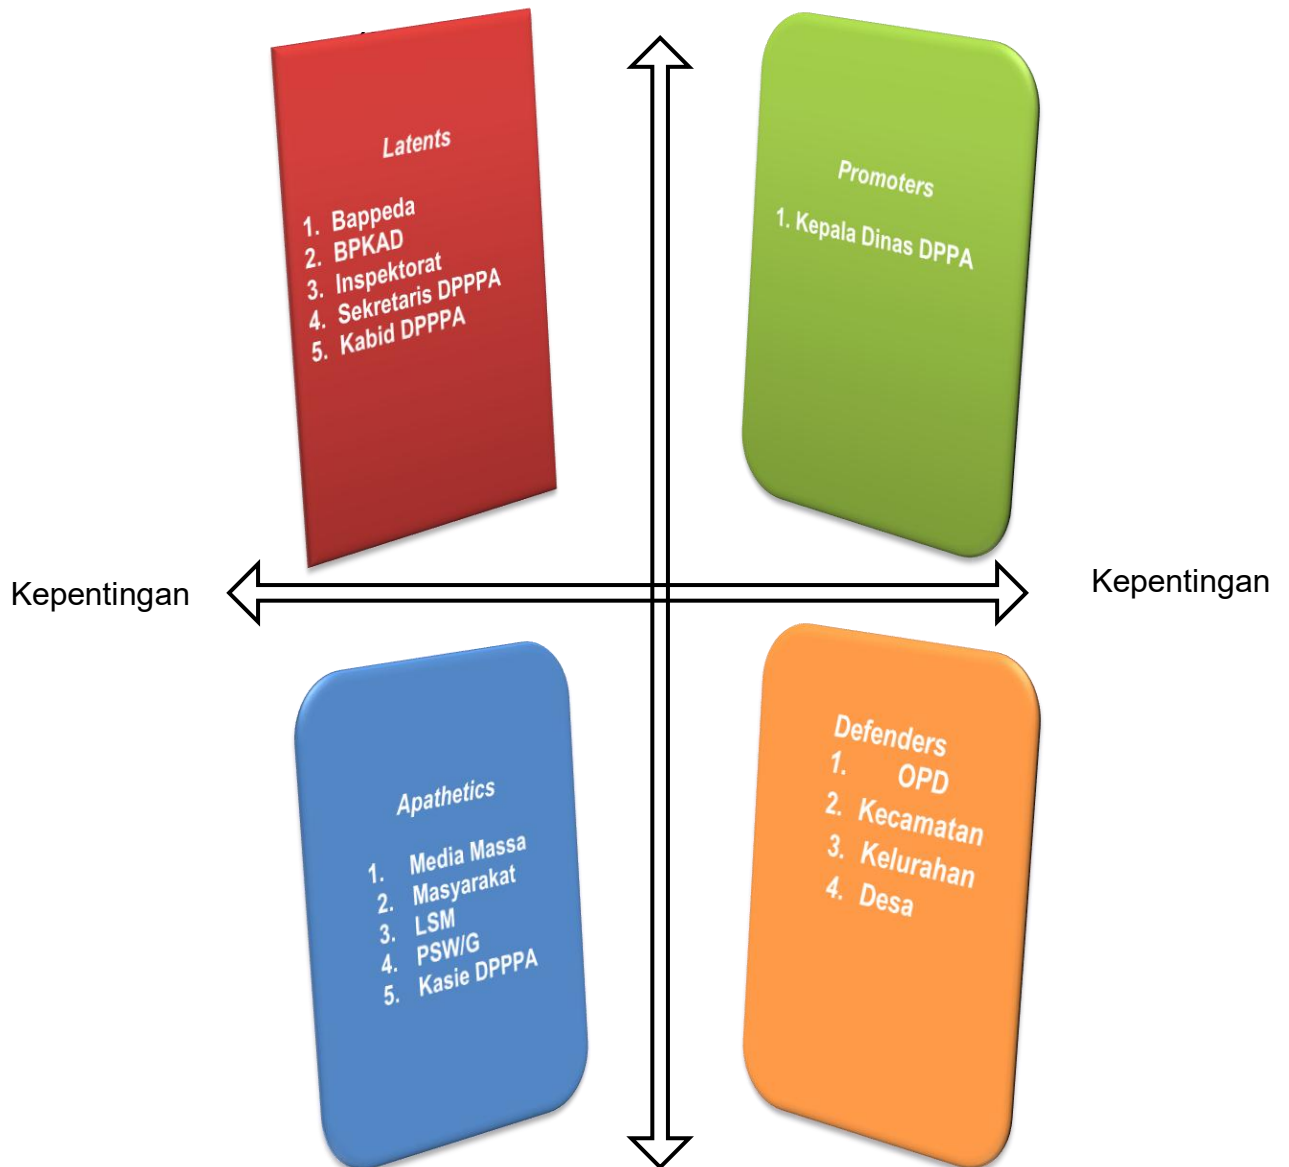 Latents
1. Bappeda
2. BPKAD
3. Inspektorat
4. Sekretaris DPPPA
5. Kabid DPPPA
Promoters
1. Kepala Dinas DPPA
Kepentingan
Kepentingan
Apathetics
1. Media Massa
2. Masyarakat
3. LSM
4. PSW/G
5. Kasie DPPPA
Defenders
1. OPD
2. Kecamatan
3. Kelurahan
4. Desa